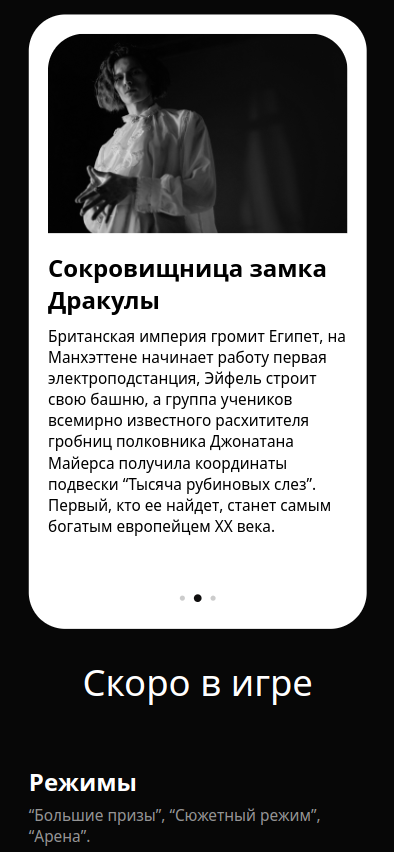 Сокровищница замка
Дракулы
Британская империя громит Египет, на
Манхэттене начинает работу первая
электроподстанция, Эйфель строит
свою башню, а группа учеников
всемирно известного расхитителя
гробниц полковника Джонатана
Майерса получила координаты
подвески “Тысяча рубиновых слез”.
Первый, кто ее найдет, станет самым
богатым европейцем XX века.
Скоро в игре
Режимы
“Большие призы”, “Сюжетный режим”,
“Арена”.